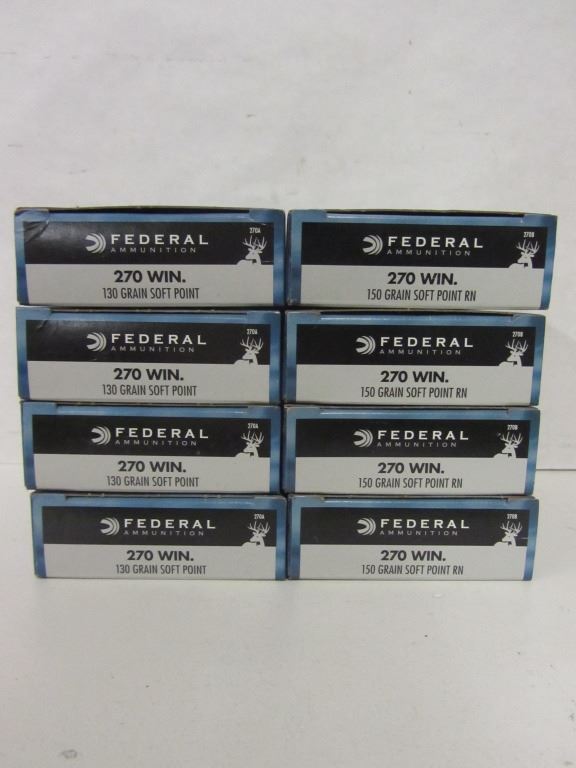 FEDERAL
AMMUNITION
270A
270 WIN.
130 GRAIN SOFT POINT
FEDERAL
AMMUNITION
270B
270 WIN.
150 GRAIN SOFT POINT RN
FEDERAL
AMMUNITION
270A
270 WIN.
130 GRAIN SOFT POINT
FEDERAL
AMMUNITION
270B
270 WIN.
150 GRAIN SOFT POINT RN
FEDERAL
AMMUNITION
270A
270 WIN.
130 GRAIN SOFT POINT
FEDERAL
AMMUNITION
270B
270 WIN.
150 GRAIN SOFT POINT RN
FEDERAL
AMMUNITION
270A
270 WIN.
130 GRAIN SOFT POINT
FEDERAL
AMMUNITION
270B
270 WIN.
150 GRAIN SOFT POINT RN